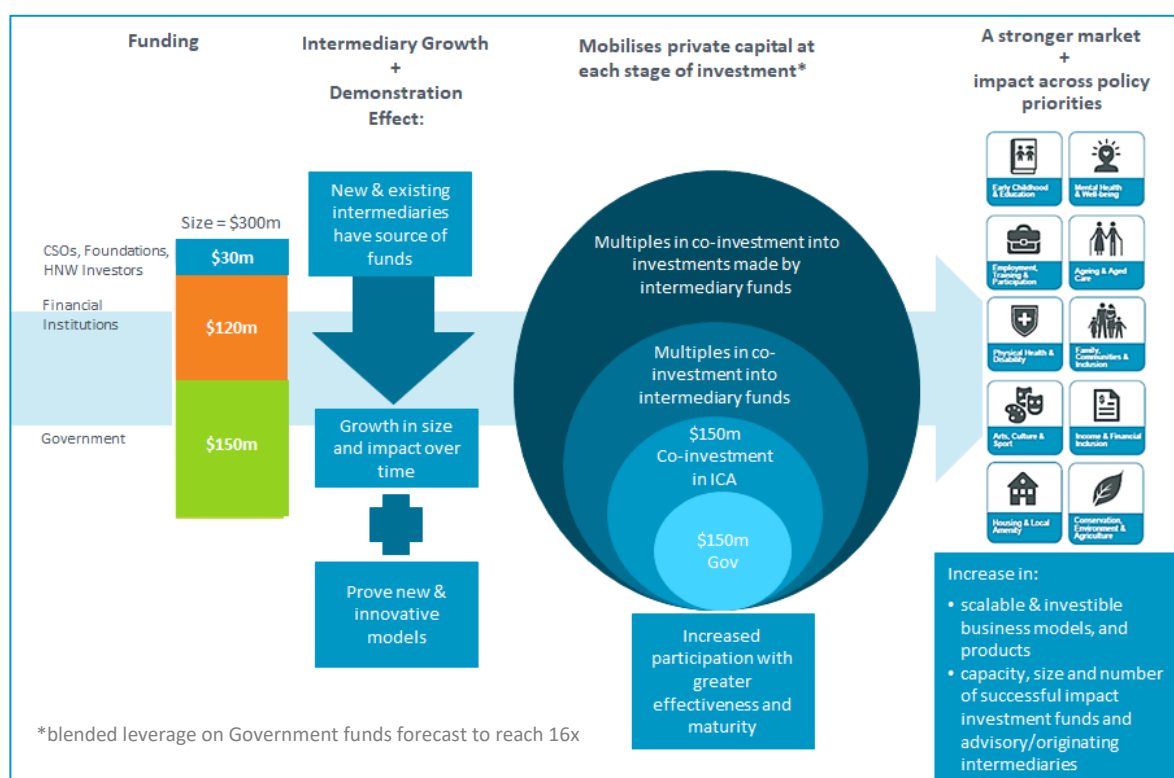 Funding
Intermediary Growth
+
Demonstration
Effect:
Mobilises private capital at
each stage of investment*
A stronger market
+
impact across policy
priorities
Size = $300m
CSOs, Foundations,
HNW Investors
$30m
Financial
Institutions
$120m
Government
$150m
New & existing
intermediaries
have source of
funds
Growth in size
and impact over
time
Prove new &
innovative
models
Multiples in co-investment into
investments made by
intermediary funds
Multiples in co-
investment into
intermediary funds
$150m
Co-investment
in ICA
$150m
Gov
Increased
participation with
greater
effectiveness and
maturity
Early Childhood
& Education
Mental Health
& Well-being
Employment,
Training &
Participation
Ageing & Aged
Care
Physical Health &
Disability
Family,
Communities &
Inclusion
Arts, Culture &
Sport
Income & Financial
Inclusion
Housing & Local
Amenity
Conservation,
Environment &
Agriculture
Increase in:
• scalable & investible
business models, and
products
• capacity, size and number
of successful impact
investment funds and
advisory/originating
intermediaries
*blended leverage on Government funds forecast to reach 16x